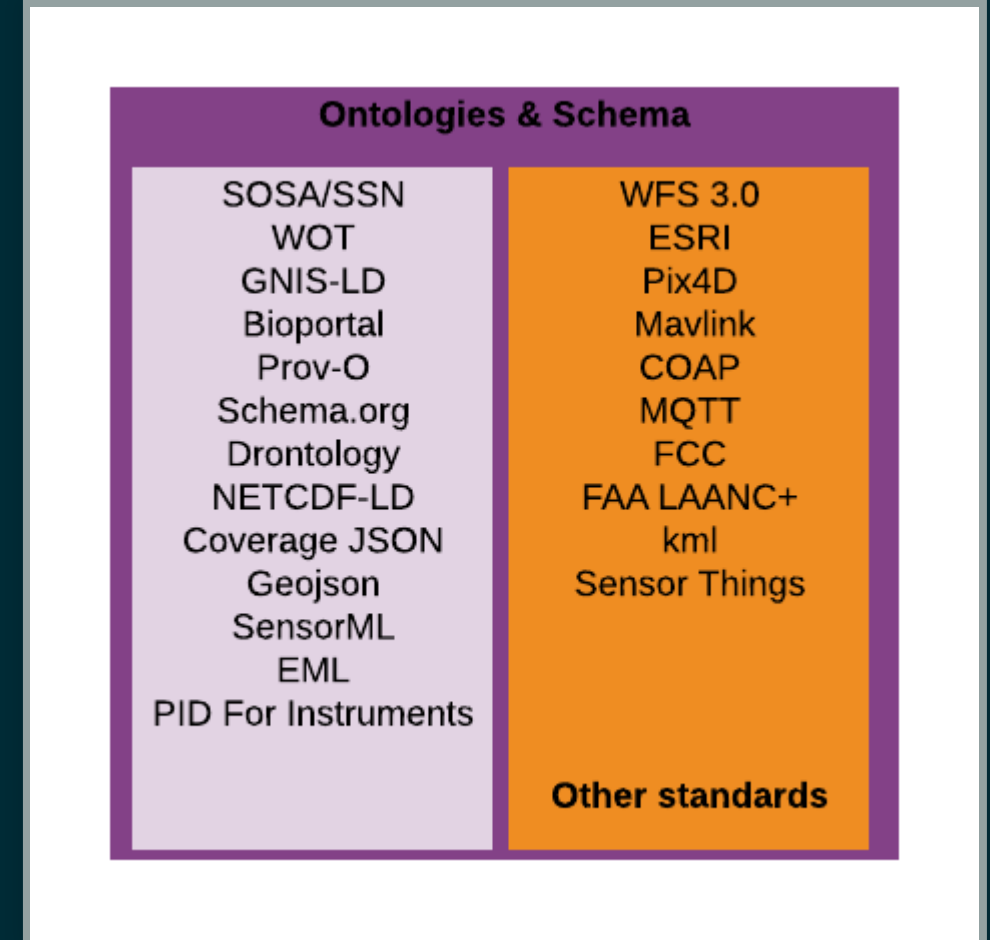 Ontologies & Schema
SOSA/SSN
WOT
GNIS-LD
Bioportal
Prov-O
Schema.org
Drontology
NETCDF-LD
Coverage JSON
Geojson
SensorML
EML
PID For Instruments
WFS 3.0
ESRI
Pix4D
Mavlink
COAP
MQTT
FCC
FAA LAANC+
kml
Sensor Things
Other standards